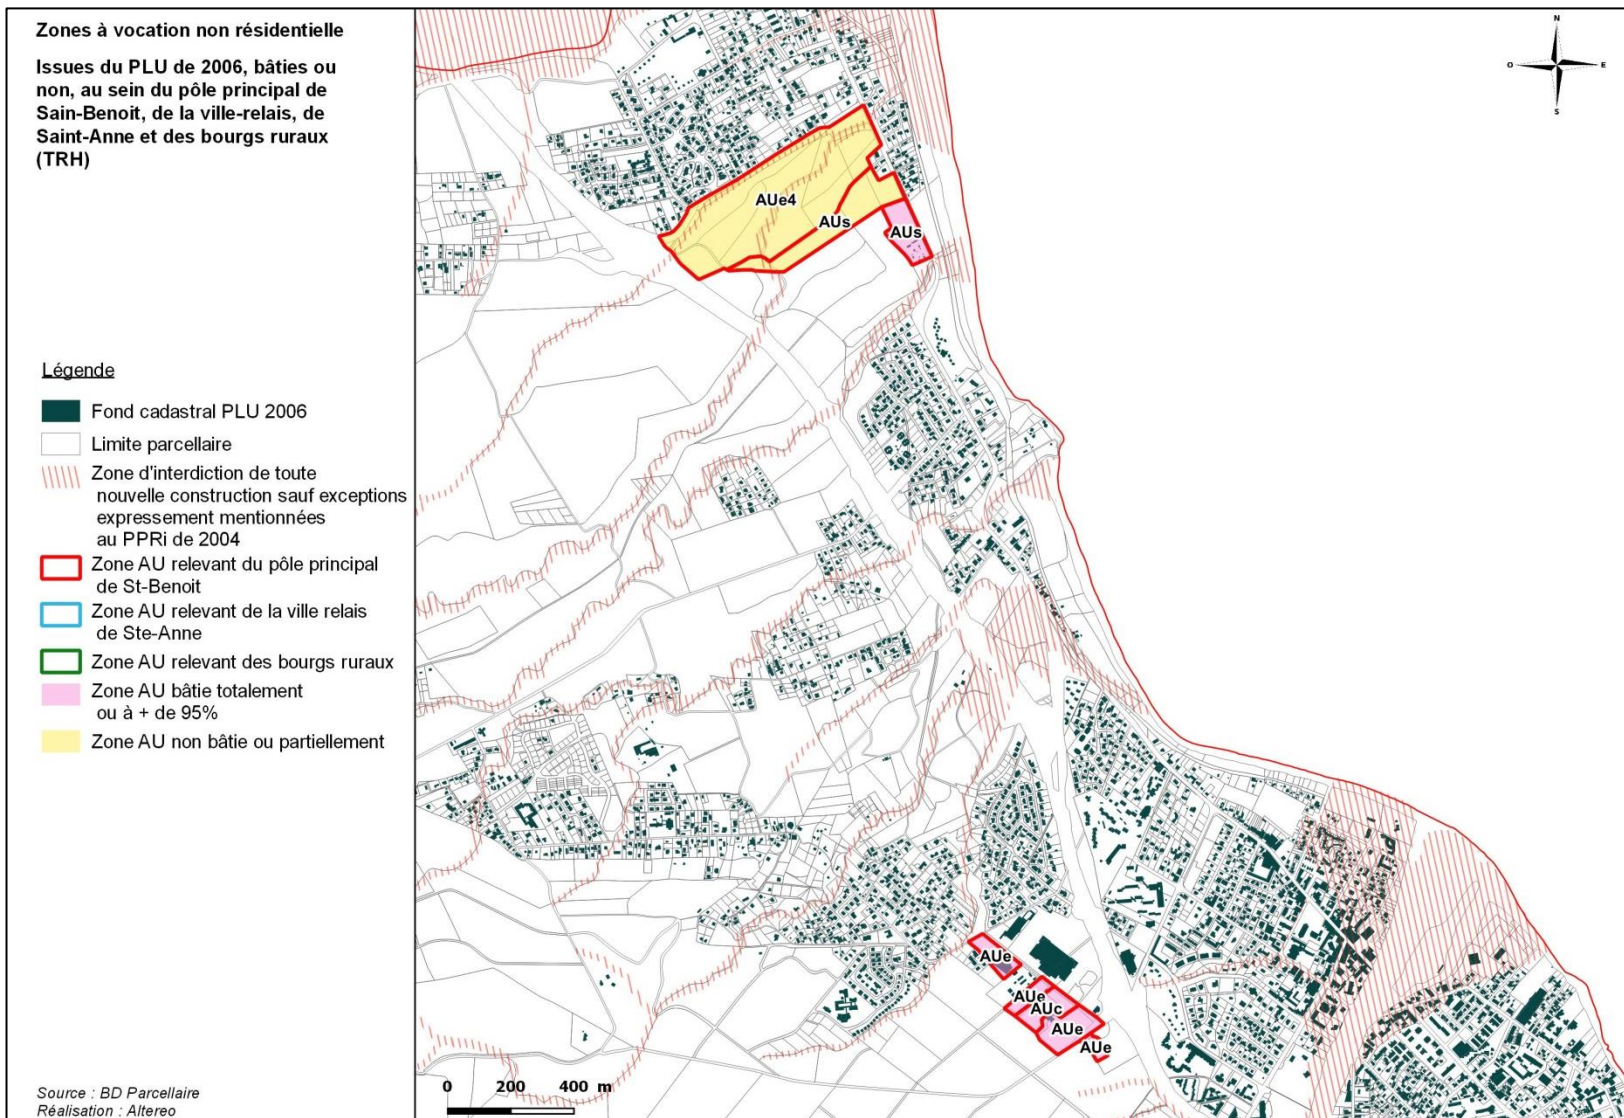 Zones à vocation non résidentielle
Issues du PLU de 2006, bâties ou
non, au sein du pôle principal de
Sain-Benoit, de la ville-relais, de
Saint-Anne et des bourgs ruraux
(TRH)
Légende
Fond cadastral PLU 2006
Limite parcellaire
Zone d'interdiction de toute
nouvelle construction sauf exceptions
expressement mentionnées
au PPRi de 2004
Zone AU relevant du pôle principal
de St-Benoit
Zone AU relevant de la ville relais
de Ste-Anne
Zone AU relevant des bourgs ruraux
Zone AU bâtie totalement
ou à + de 95%
Zone AU non bâtie ou partiellement
Source : BD Parcellaire
Réalisation : Altereo
N
O
E
S
AUe4
AUs
AUs
AUe
AUe
AUc
AUe
AUe
0 200 400 m